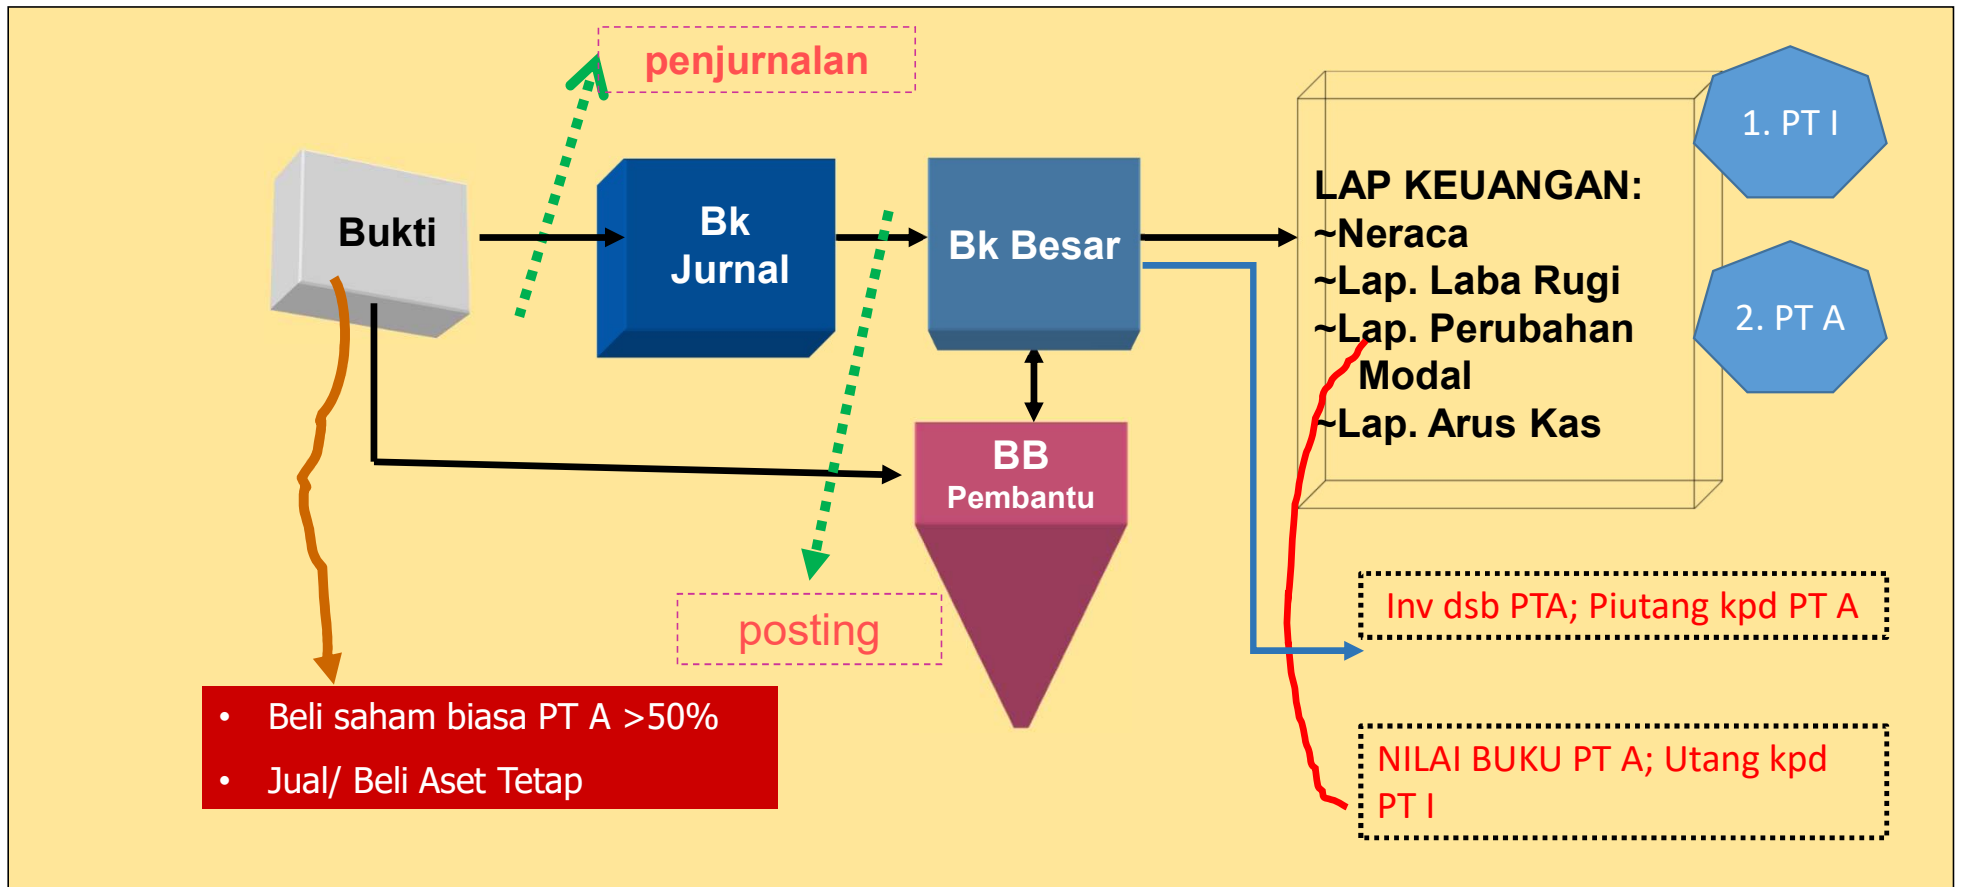 penjurnalan
1. PT I
Bukti
Bk
Jurnal
Bk Besar
LAP KEUANGAN:
~Neraca
~Lap. Laba Rugi
~Lap. Perubahan
Modal
~Lap. Arus Kas
2. PT A
BB
Pembantu
posting
Inv dsb PTA; Piutang kpd PT A
• Beli saham biasa PT A >50%
• Jual/ Beli Aset Tetap
NILAI BUKU PT A; Utang kpd
PT I